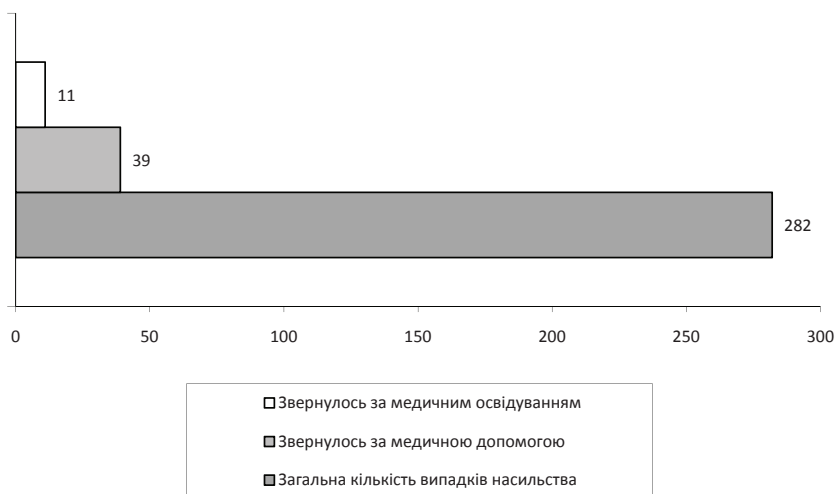 11
39
282
0 50 100 150 200 250 300
Звернулось за медичним освідуванням
Звернулось за медичною допомогою
Загальна кількість випадків насильства